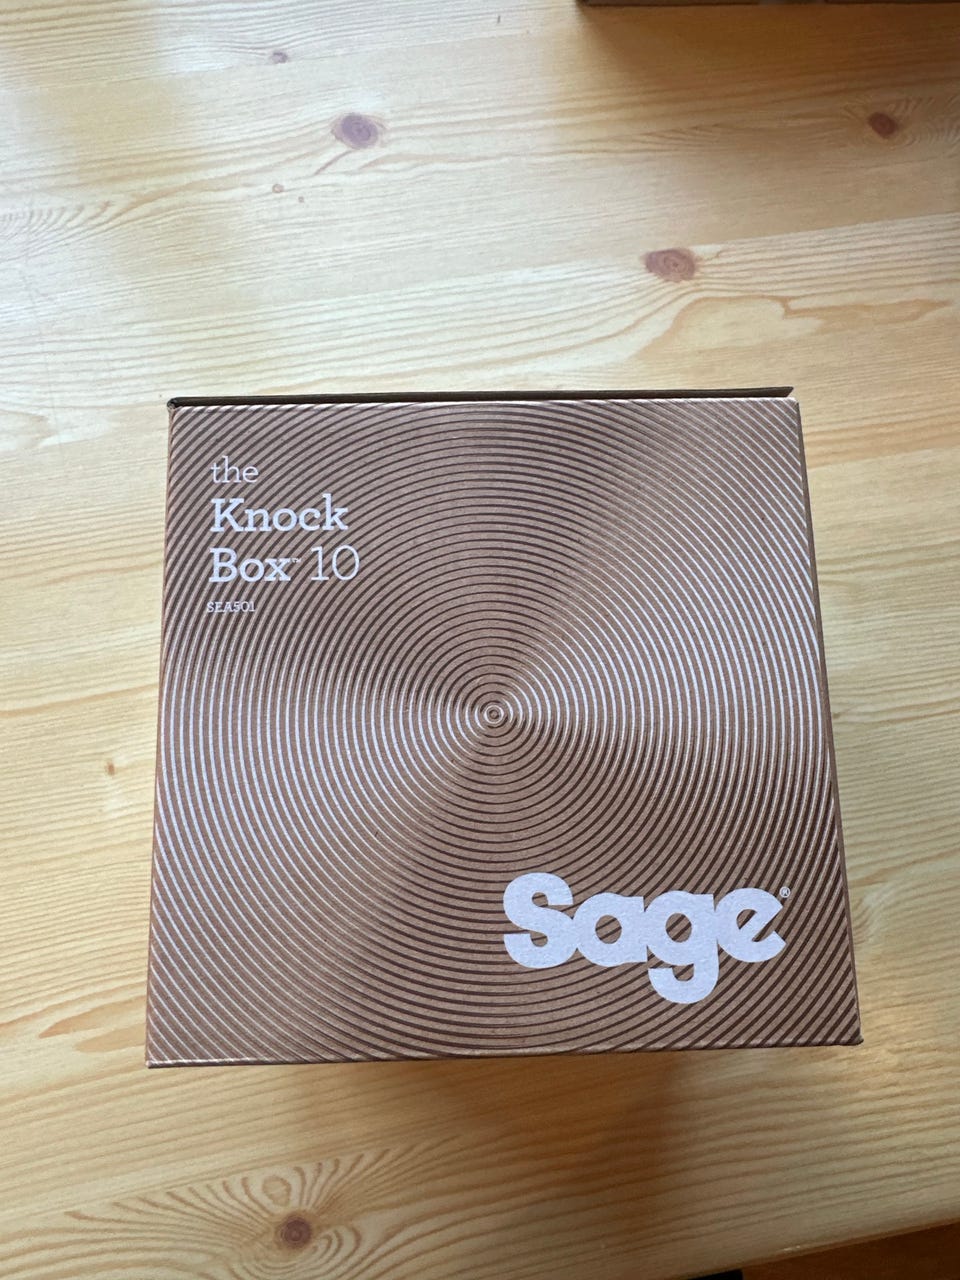 the
Knock
Box™ 10
SEA501
Sage®